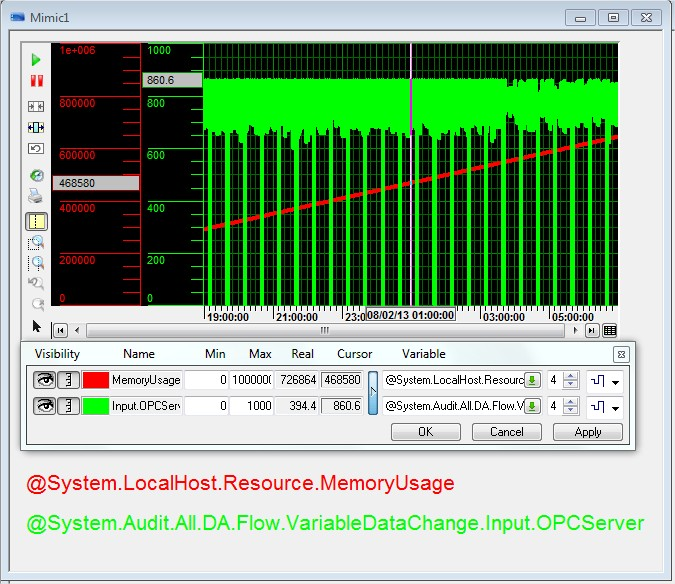 Mimic1
1e+006 1000
860.6
800000 800
600000 600
468580
400000 400
200000 200
0 0
19:00:00 21:00:00 23:0 08/02/13 01:00:00 03:00:00 05:00:00
Visibility Name Min Max Real Cursor Variable
MemoryUsage 0 100000( 726864 468580 @System.LocalHost.Resourc 4
Input.OPCSer 0 1000 394.4 860.6 @System.Audit.All.DA.Flow.V 4
OK Cancel Apply
@System.LocalHost.Resource.MemoryUsage
@System.Audit.All.DA.Flow.VariableDataChange.Input.OPCServer